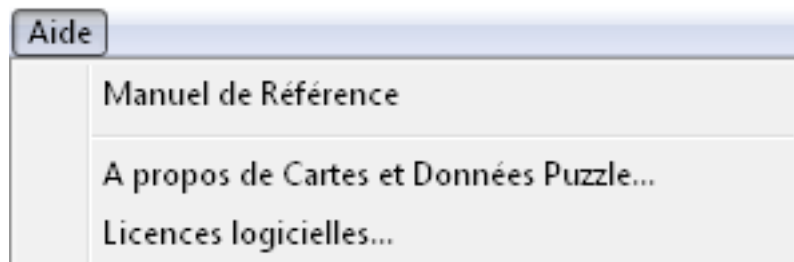 Aide
Manuel de Référence
A propos de Cartes et Données Puzzle...
Licences logicielles...